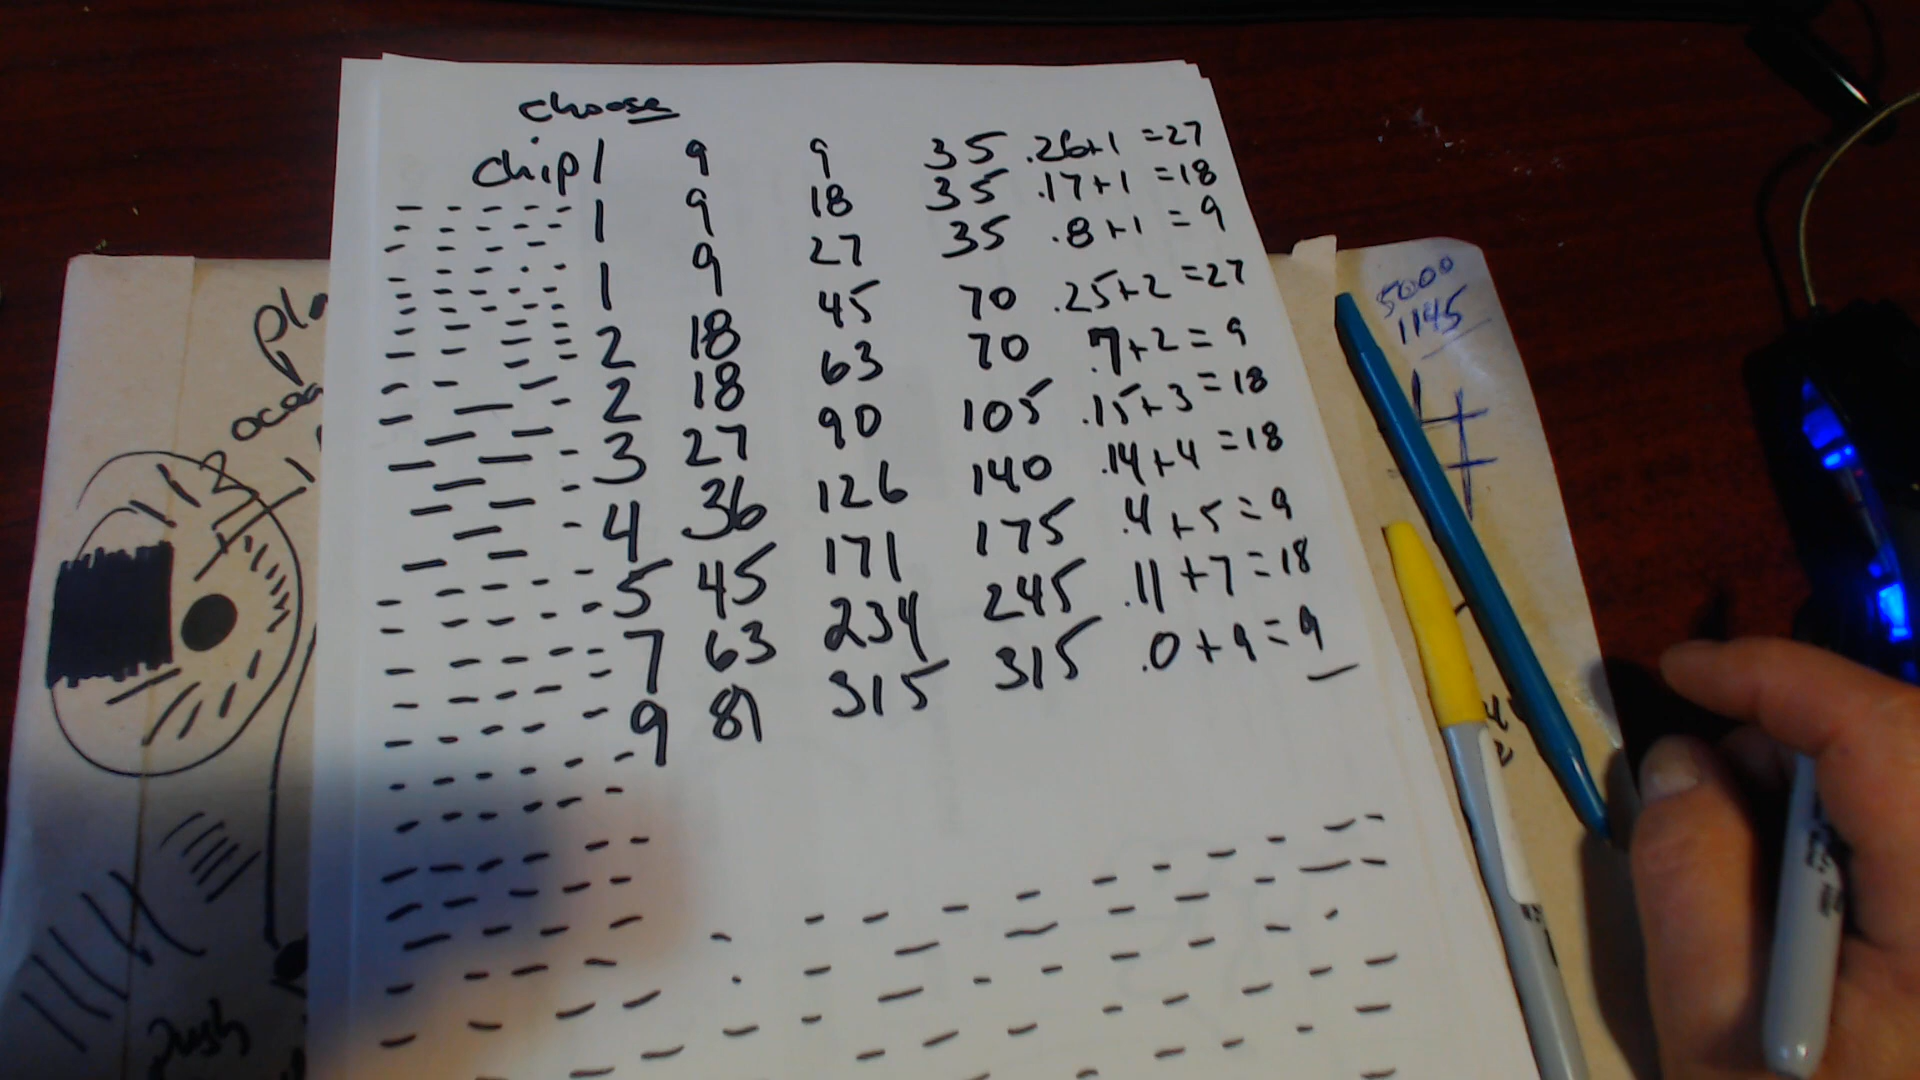 choose
chip 1 9 9 35 .26+1 =27
1 9 18 35 .17+1 =18
1 9 27 35 .8+1 =9
2 18 45 70 .25+2 =27
2 18 63 70 .7+2 = 9
3 27 90 105 .15+3 =18
4 36 126 140 .14+4 =18
5 45 171 175 .4+5=9
7 63 234 245 .11+7=18
9 81 315 315 .0+9=9
5000
1145
push